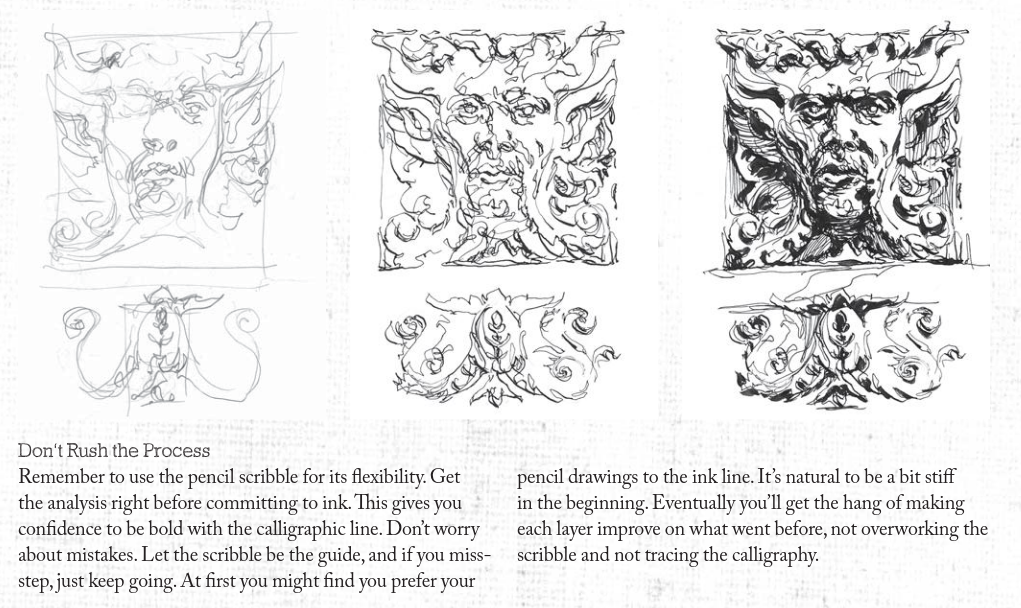 Don't Rush the Process
Remember to use the pencil scribble for its flexibility. Get
the analysis right before committing to ink. This gives you
confidence to be bold with the calligraphic line. Don't worry
about mistakes. Let the scribble be the guide, and if you miss-
step, just keep going. At first you might find you prefer your
pencil drawings to the ink line. It's natural to be a bit stiff
in the beginning. Eventually you'll get the hang of making
each layer improve on what went before, not overworking the
scribble and not tracing the calligraphy.